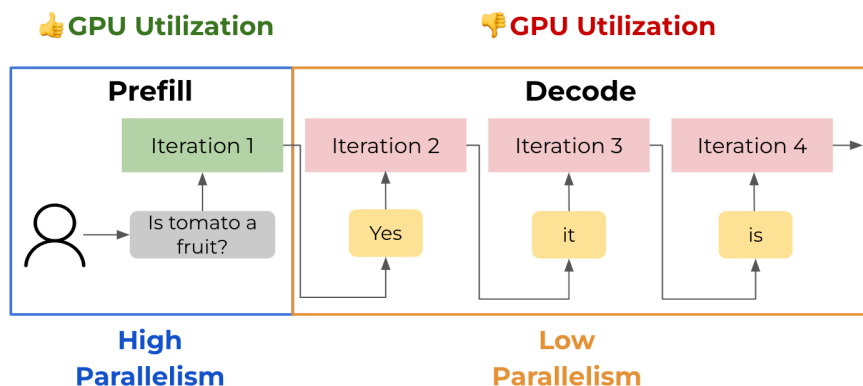 👍GPU Utilization
👎GPU Utilization
Prefill
Decode
Iteration 1
Iteration 2
Iteration 3
Iteration 4
Is tomato a
fruit?
Yes
it
is
High
Parallelism
Low
Parallelism